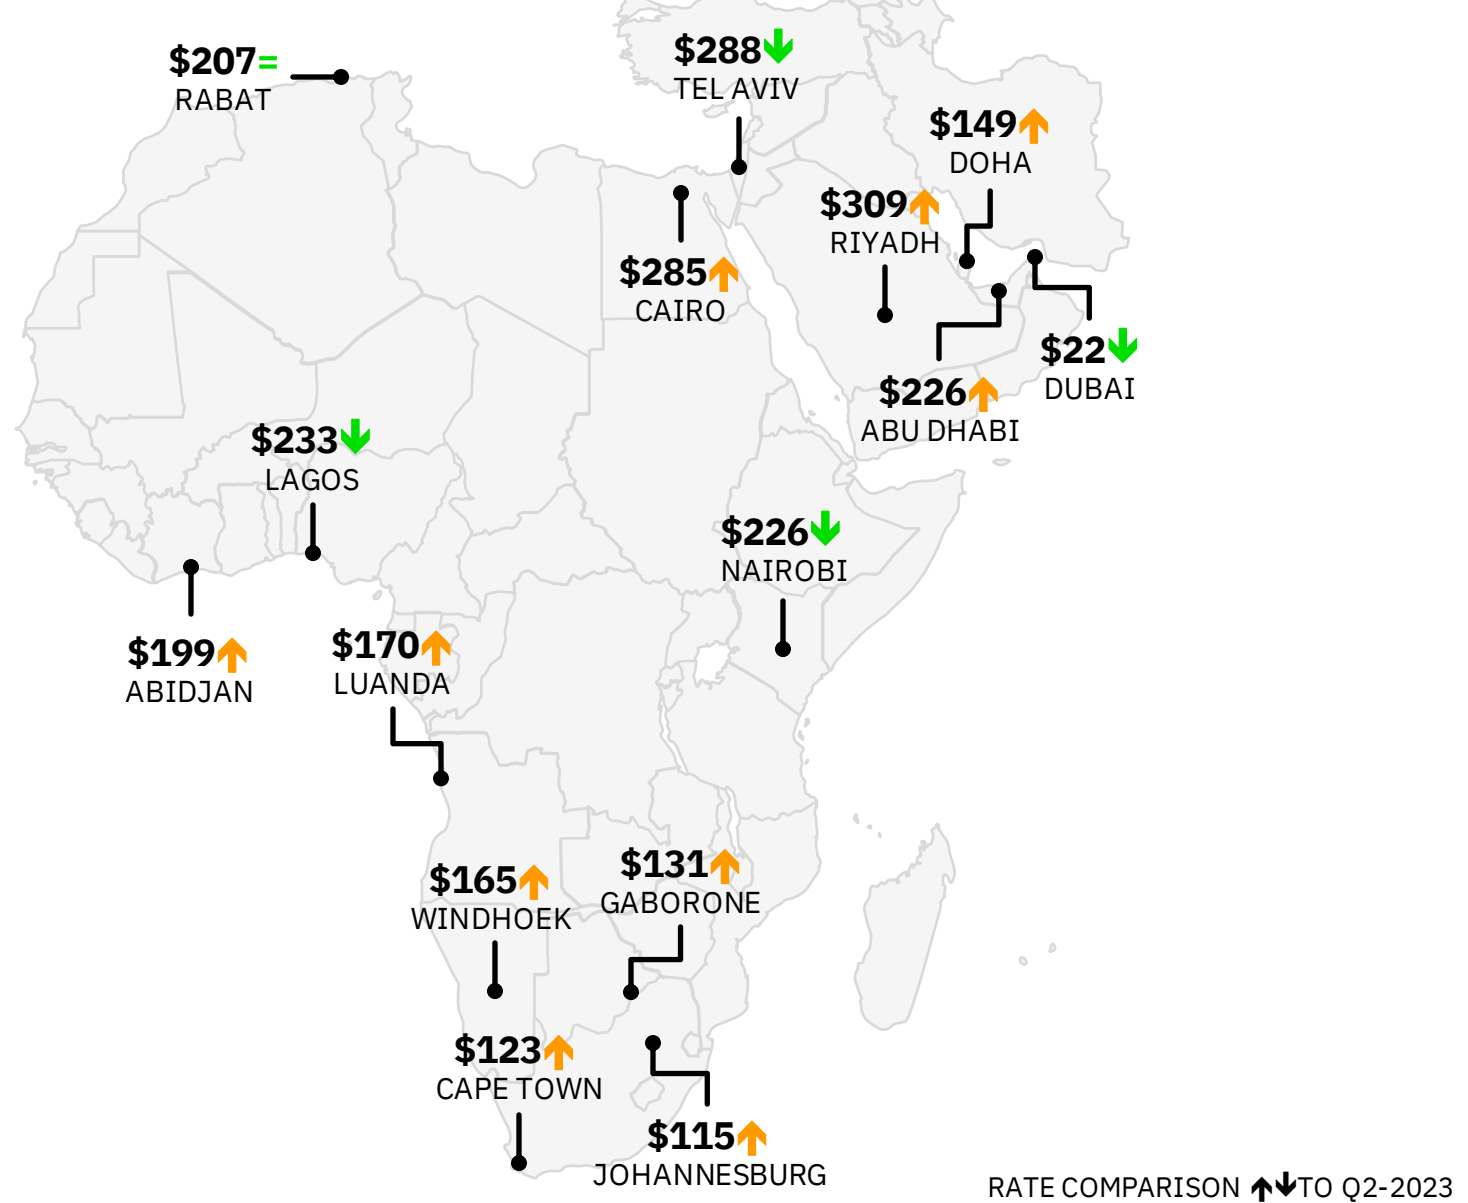 $207=
RABAT
$288↓
TEL AVIV
$149↑
DOHA
$309↑
RIYADH
$285↑
CAIRO
$22↓
DUBAI
$226↑
ABU DHABI
$233↓
LAGOS
$226↓
NAIROBI
$199↑
ABIDJAN
$170↑
LUANDA
$165↑
WINDHOEK
$131↑
GABORONE
$123↑
CAPE TOWN
$115↑
JOHANNESBURG
RATE COMPARISON ↑↓TO Q2-2023